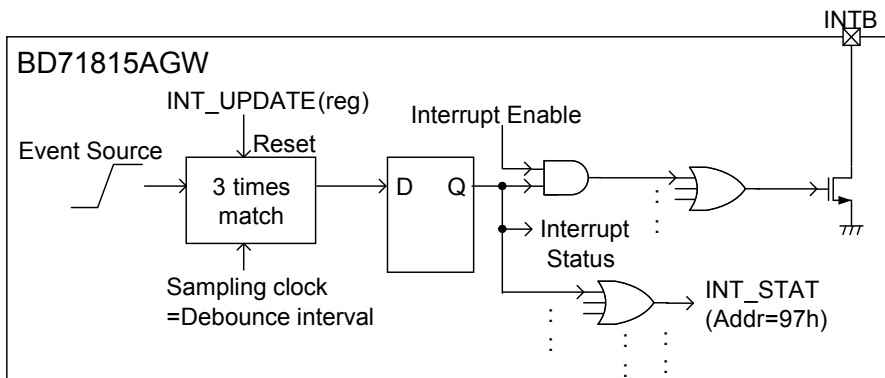 INTB
BD71815AGW
INT_UPDATE(reg)
Reset
Event Source
3 times
match
Sampling clock
=Debounce interval
D
Q
Interrupt Enable
Interrupt
Status
INT_STAT
(Addr=97h)